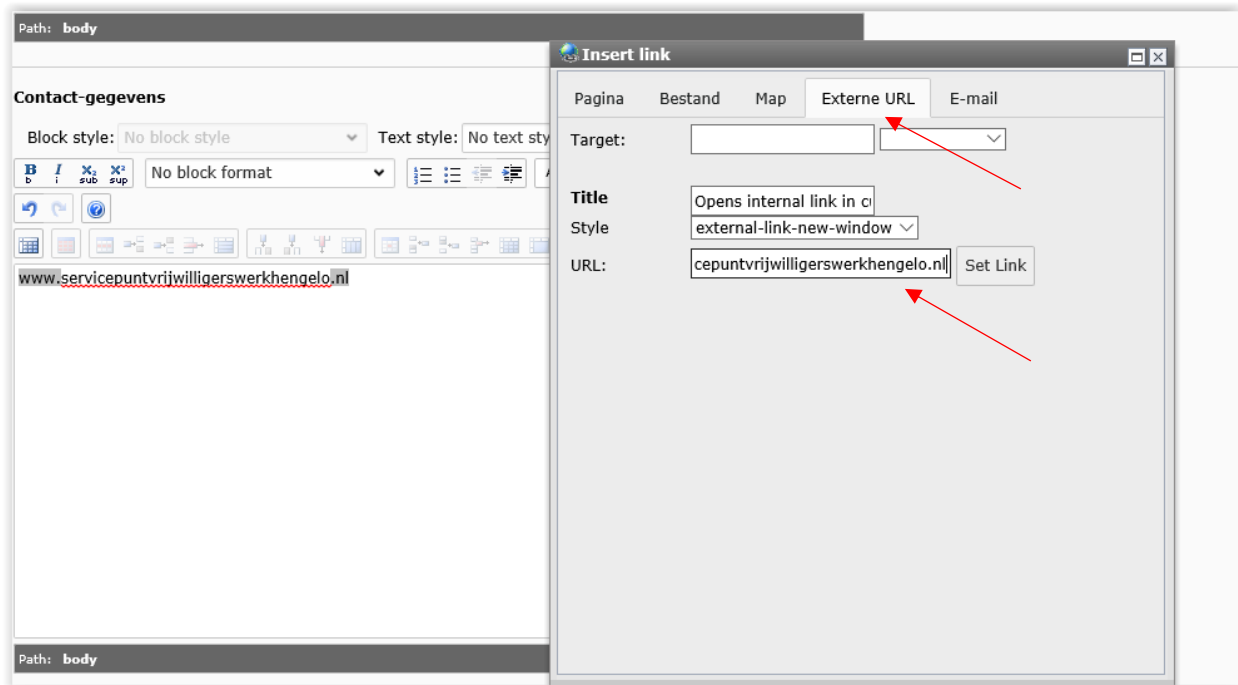 Path: body
Insert link
Pagina Bestand Map Externe URL E-mail
Contact-gegevens
Block style: No block style Text style: No text sty
Target:
B I X₂ X² No block format
b i sub sup
Title Opens internal link in c
Style external-link-new-window
URL: cepuntvrijwilligerswerkhengelo.nl Set Link
www.servicepuntvrijwilligerswerkhengelo.nl
Path: body